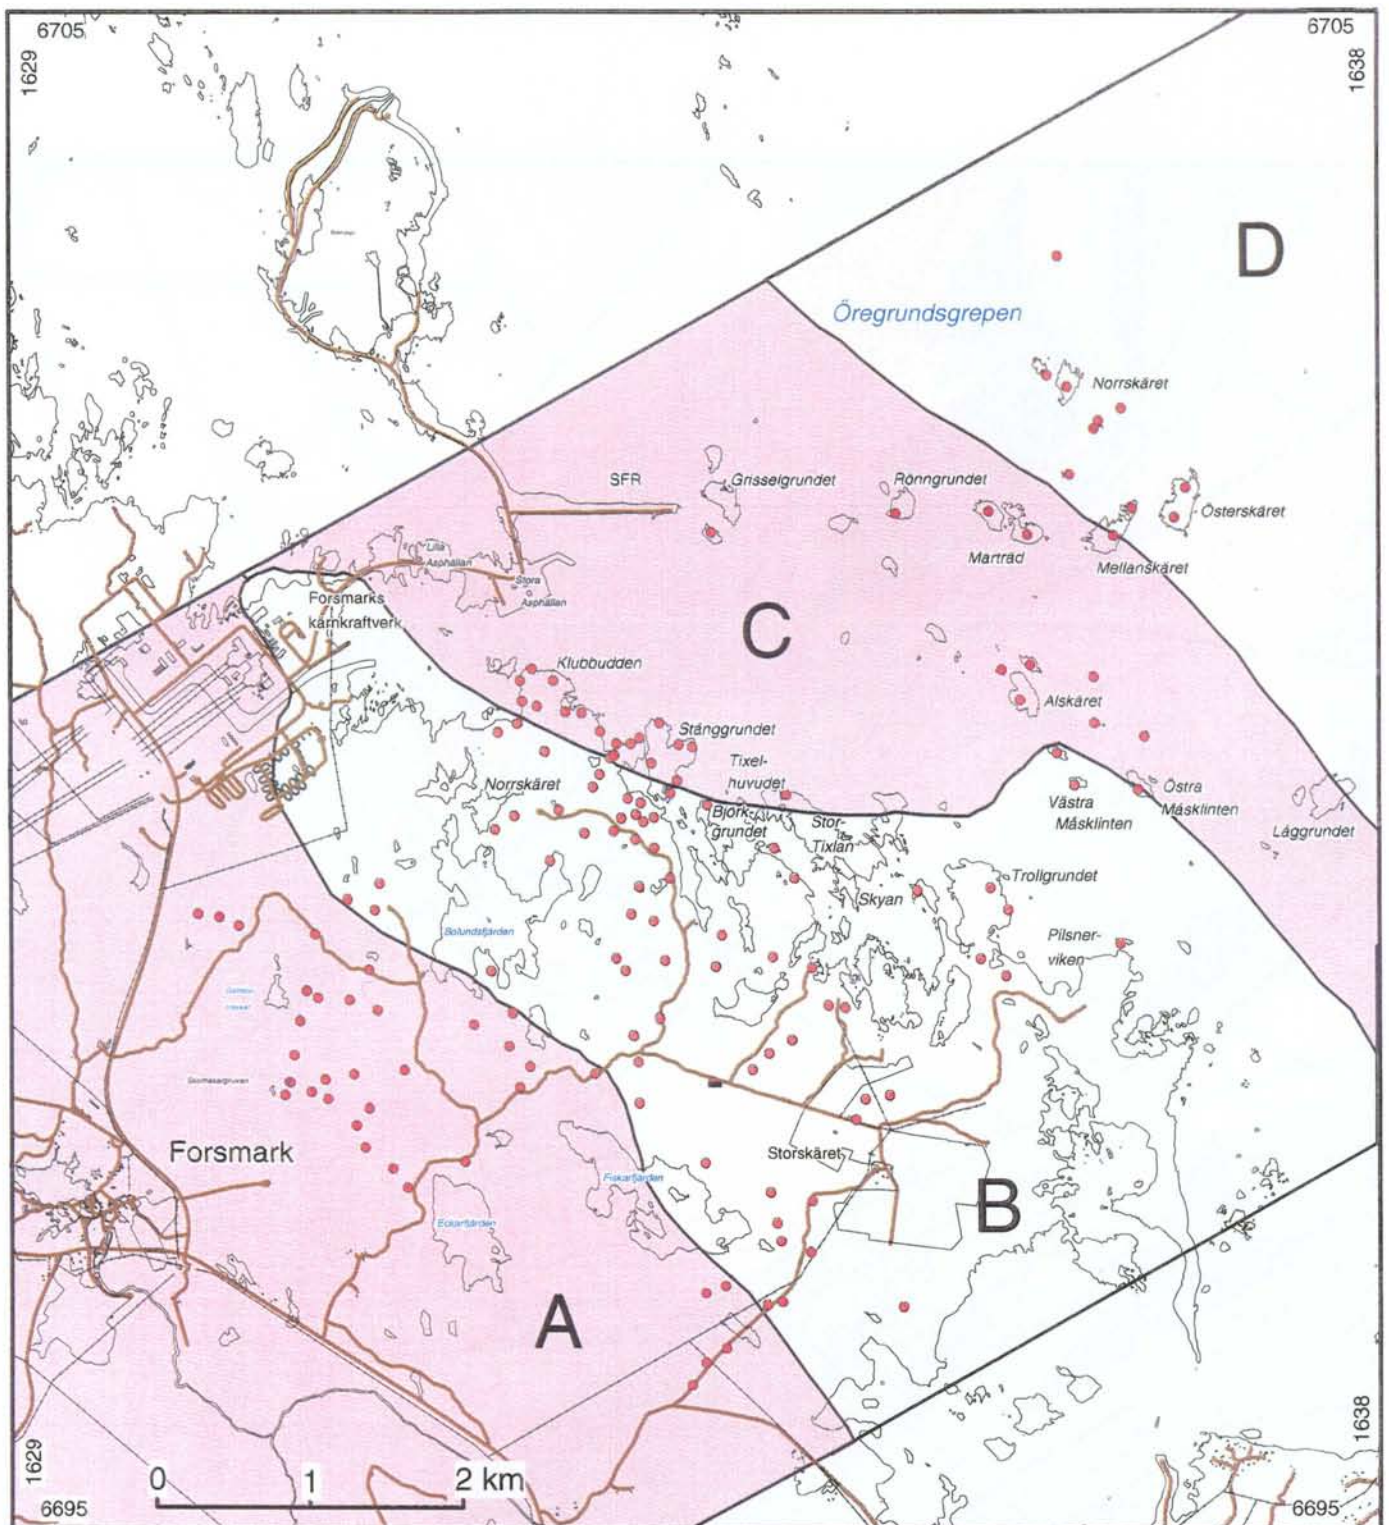 6705
6705
1629
1638
D
Öregrundsgrepen
Norrskäret
SFR
Grisselgrundet
Rönngrundet
Österskäret
Marträd
Mellanskäret
Lilla
Asphällan
Stora
Asphällan
Forsmarks
kärnkraftverk
C
Klubbudden
Alskäret
Stånggrundet
Tixel-
huvudet
Norrskäret
Björk-
grundet
Stor-
Tixlan
Västra
Måsklinten
Östra
Måsklinten
Låggrundet
Trollgrundet
Skyan
Bolundsfjärden
Pilsner-
viken
Forsmark
Storskäret
Fiskarfjärden
B
Eckarfjärden
A
1629
1638
0 1 2 km
6695
6695